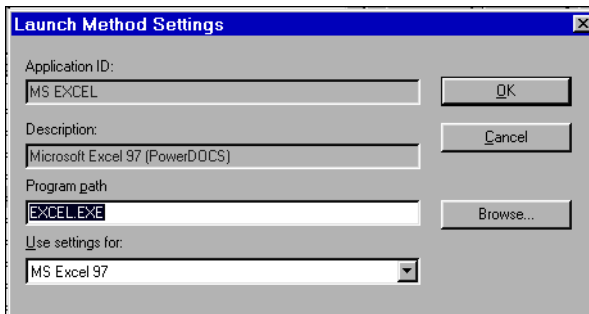 Launch Method Settings
Application ID:
MS EXCEL
OK
Description:
Cancel
Microsoft Excel 97 (PowerDOCS)
Program path
EXCEL.EXE
Browse...
Use settings for:
MS Excel 97